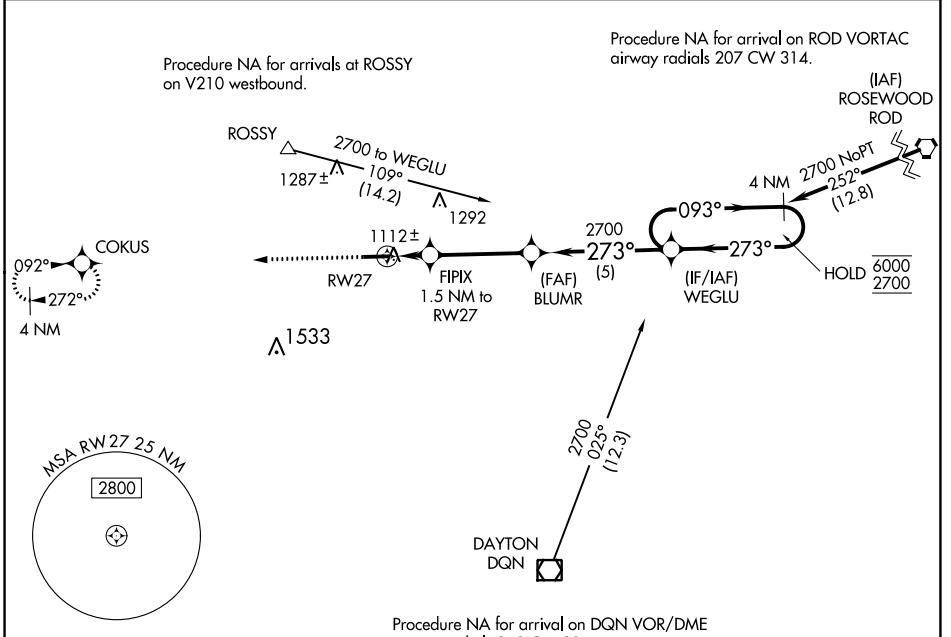 Procedure NA for arrivals at ROSSY
on V210 westbound.
Procedure NA for arrival on ROD VORTAC
airway radials 207 CW 314.
(IAF)
ROSEWOOD
ROD
ROSSY
2700 to WEGLU
109°
(14.2)
1287±
1292
2700 NoPT
252°
(12.8)
4 NM
093°
273°
HOLD
6000
2700
(IF/IAF)
WEGLU
2700
273°
(5)
(FAF)
BLUMR
1112±
RW27
FIPIX
1.5 NM to
RW27
COKUS
092°
272°
4 NM
1533
MSA RW27 25 NM
2800
2700
025°
(12.3)
DAYTON
DQN
Procedure NA for arrival on DQN VOR/DME